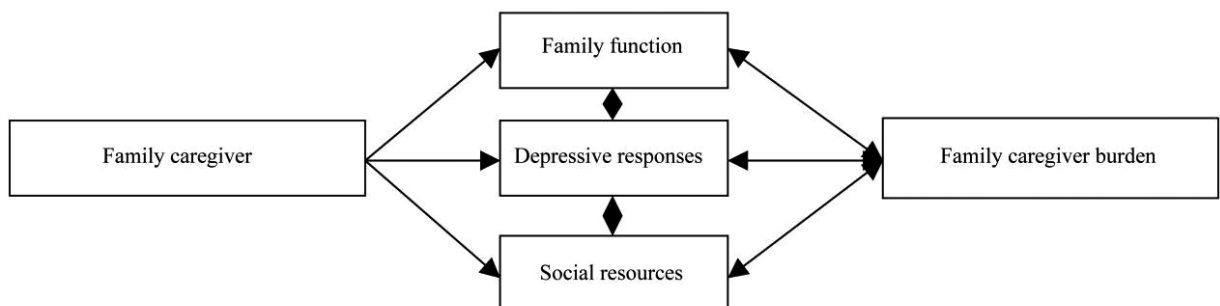 Family function
Family caregiver
Depressive responses
Family caregiver burden
Social resources